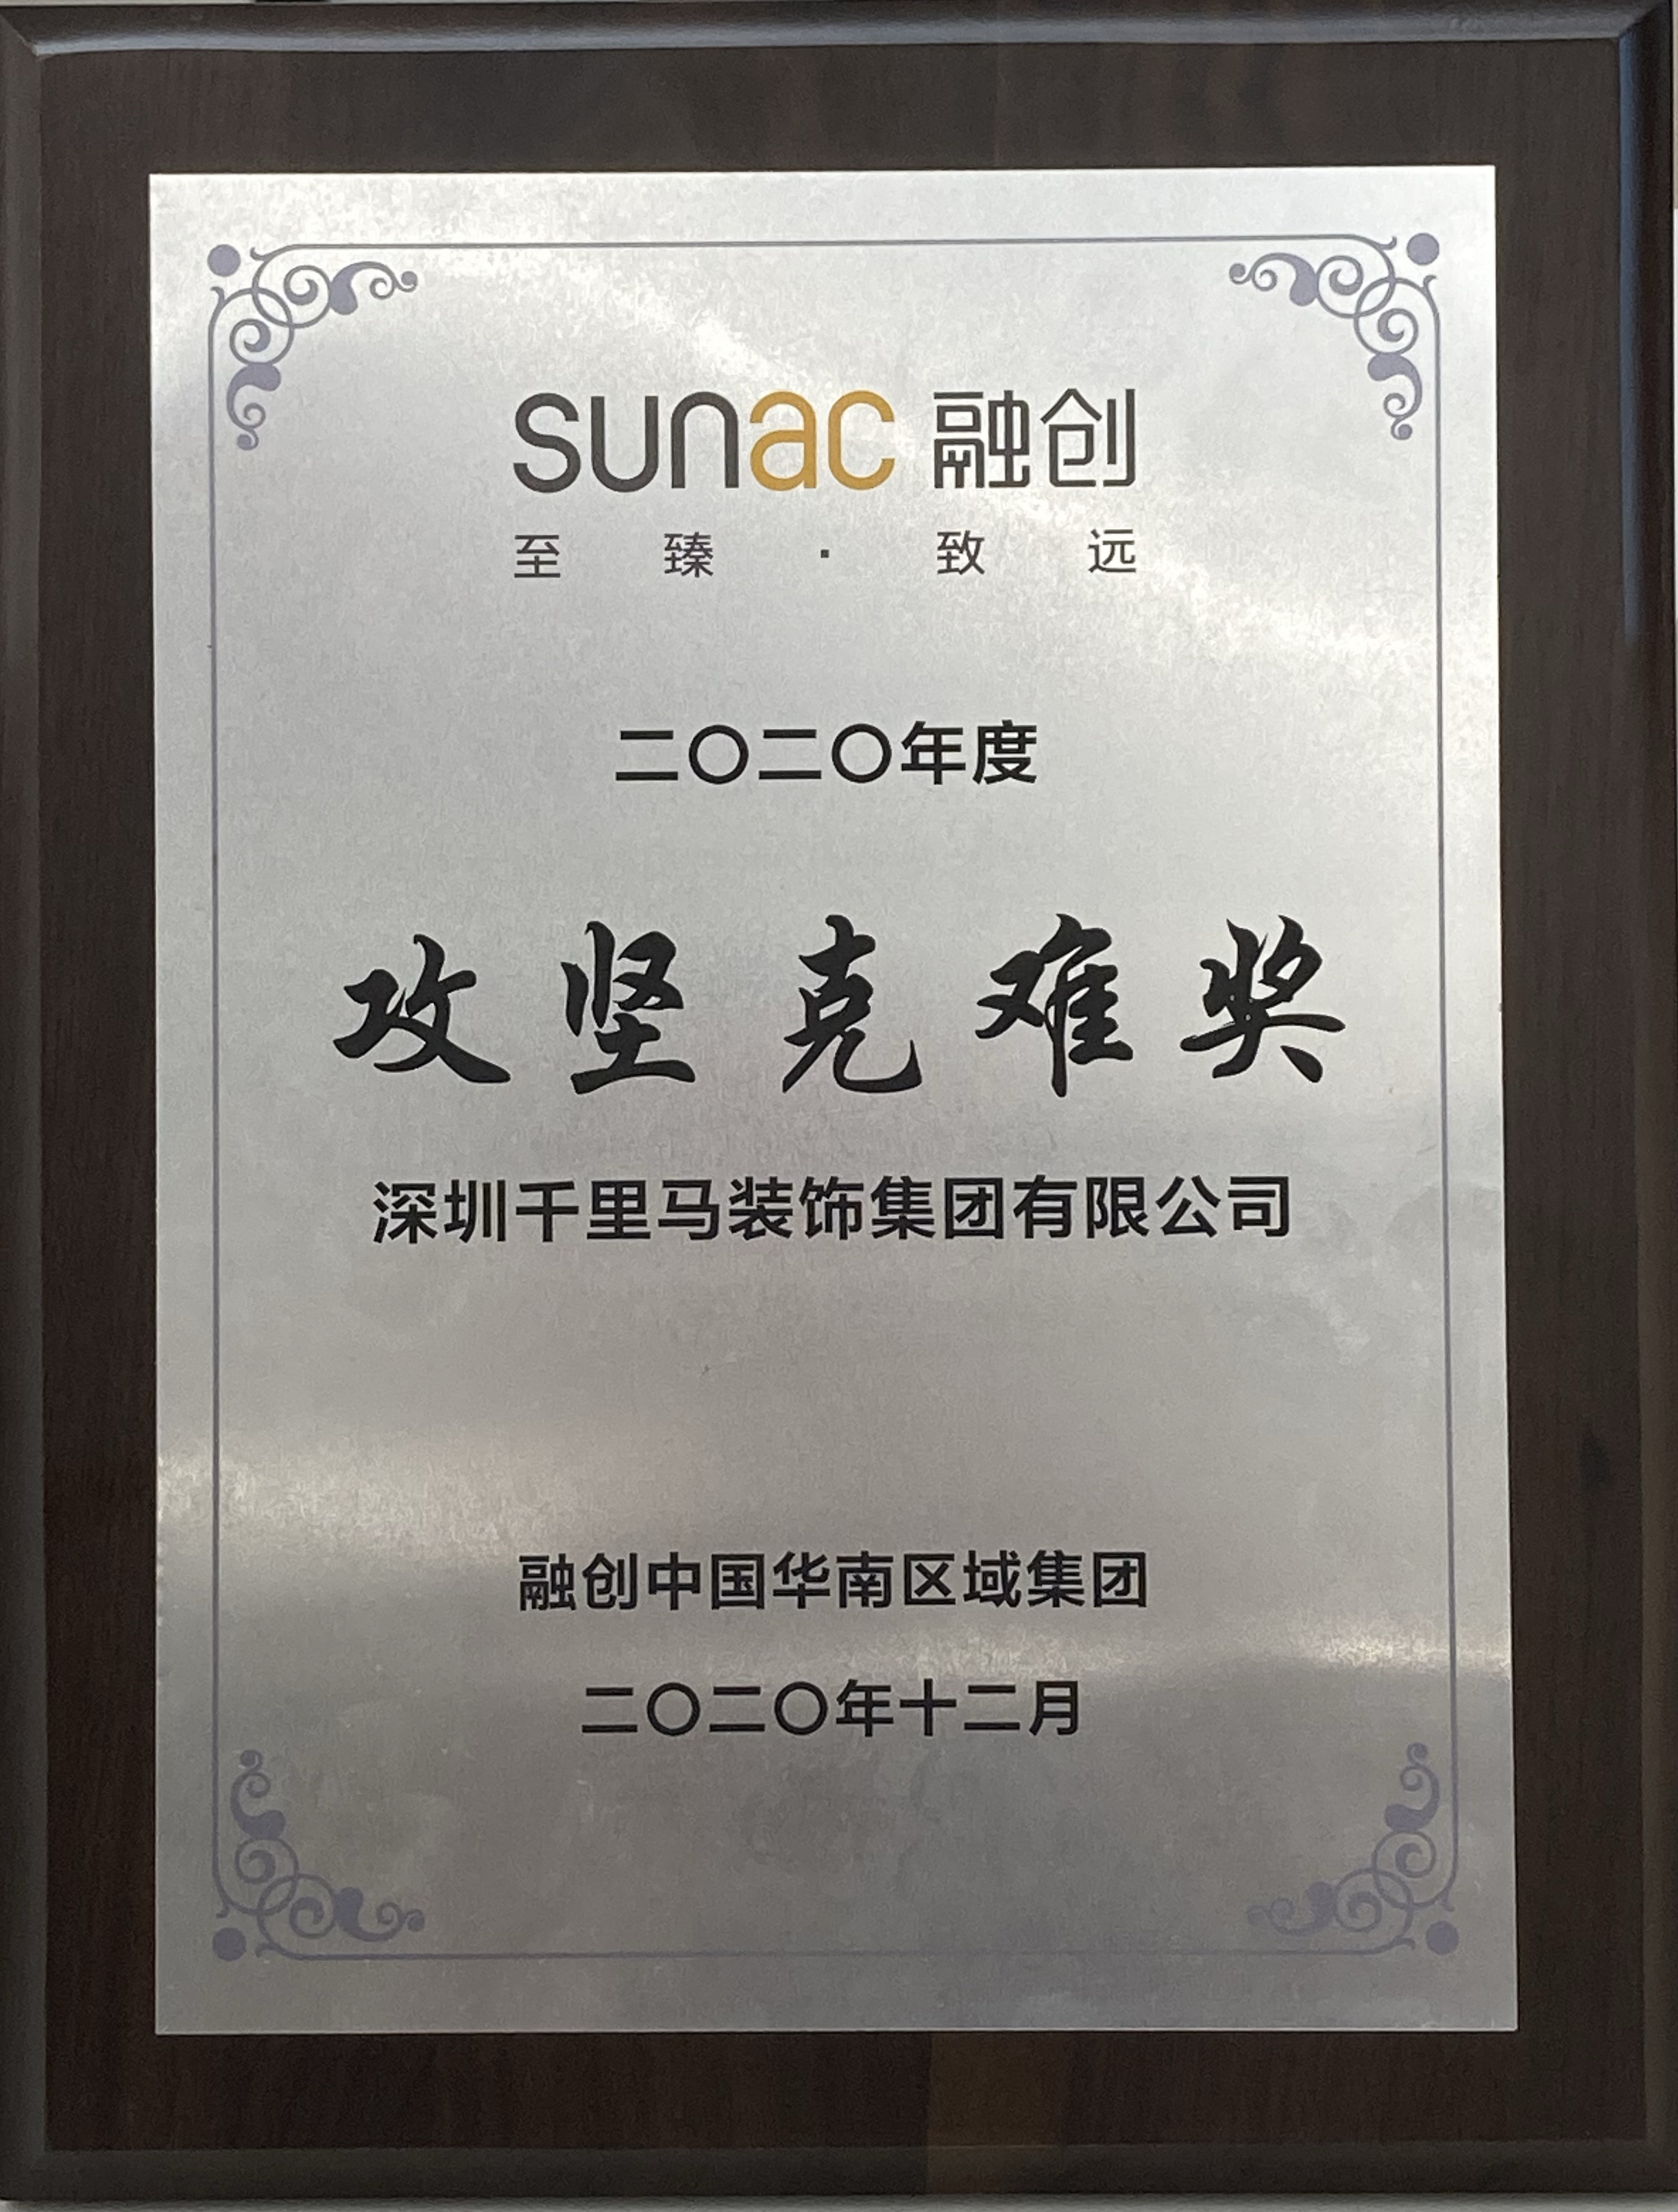 sunac 融创
至臻·致远
二〇二〇年度
攻坚克难奖
深圳千里马装饰集团有限公司
融创中国华南区域集团
二〇二〇年十二月